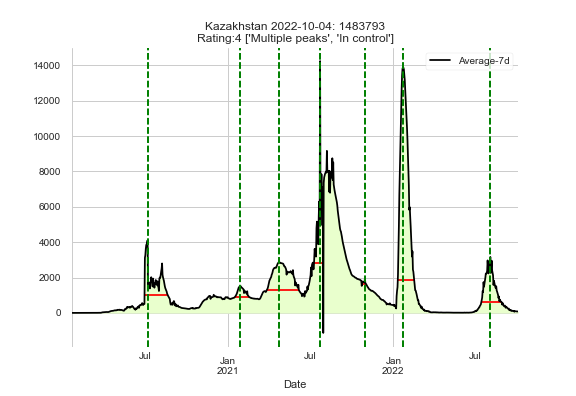 Kazakhstan 2022-10-04: 1483793
Rating:4 ['Multiple peaks', 'In control']
Average-7d
14000
12000
10000
8000
6000
4000
2000
0
Jul
Jan
2021
Jul
Jan
2022
Jul
Date